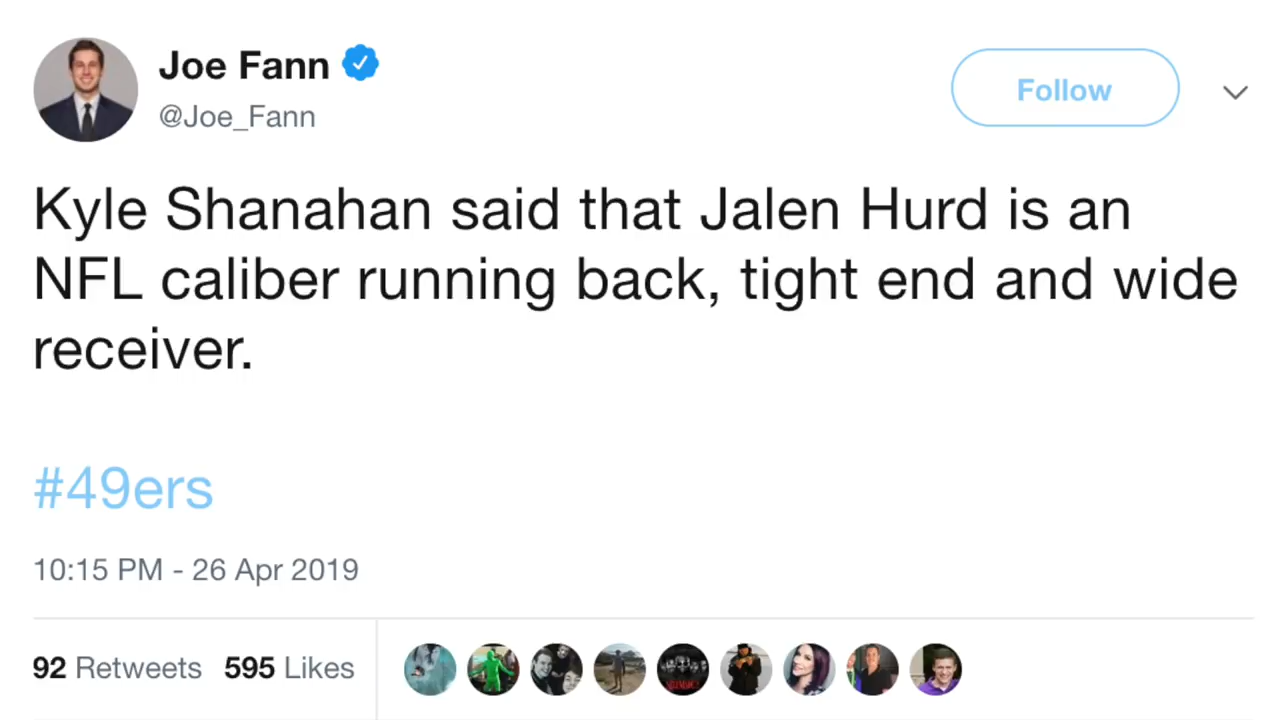 Joe Fann
@Joe_Fann
Follow
Kyle Shanahan said that Jalen Hurd is an
NFL caliber running back, tight end and wide
receiver.
#49ers
10:15 PM - 26 Apr 2019
92 Retweets 595 Likes